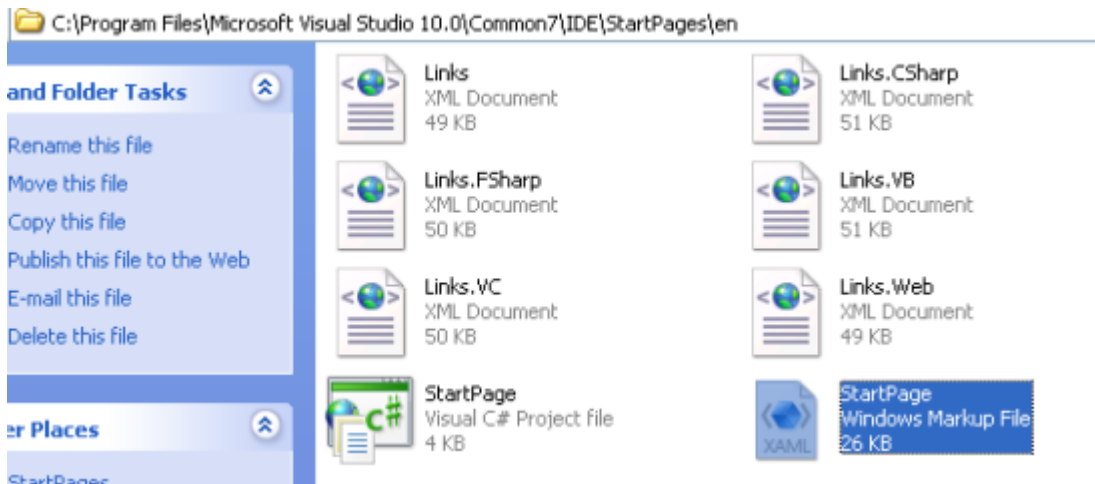 C:\Program Files\Microsoft Visual Studio 10.0\Common7\IDE\StartPages\en
and Folder Tasks
Rename this file
Move this file
Copy this file
Publish this file to the Web
E-mail this file
Delete this file
er Places
StartPages
Links
XML Document
49 KB
Links.CSharp
XML Document
51 KB
Links.FSharp
XML Document
50 KB
Links.VB
XML Document
51 KB
Links.VC
XML Document
50 KB
Links.Web
XML Document
49 KB
C#
StartPage
Visual C# Project file
4 KB
XAML
StartPage
Windows Markup File
26 KB